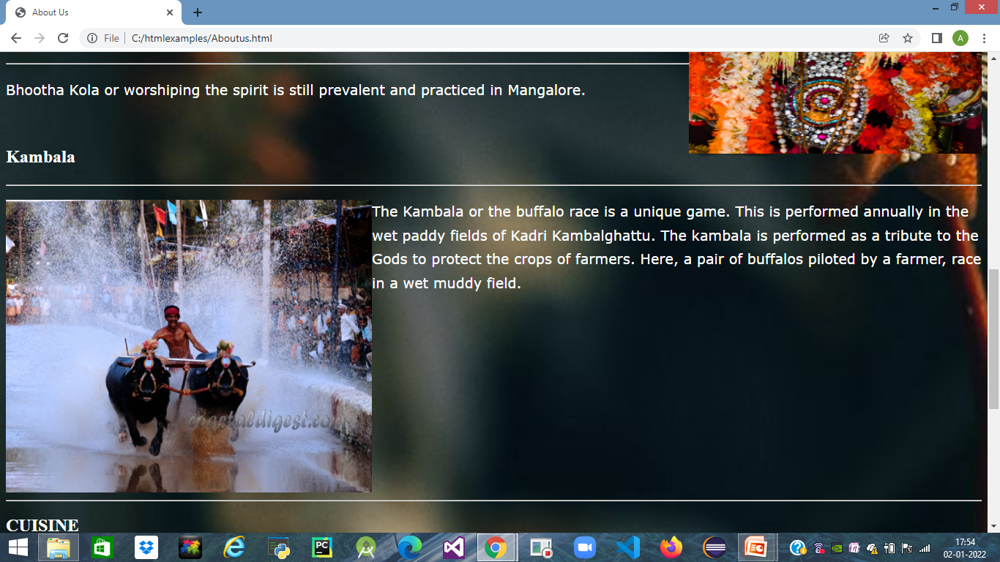 About Us
File
C:/htmlexamples/Aboutus.html
A
Bhootha Kola or worshiping the spirit is still prevalent and practiced in Mangalore.
Kambala
The Kambala or the buffalo race is a unique game. This is performed annually in the
wet paddy fields of Kadri Kambalghattu. The kambala is performed as a tribute to the
Gods to protect the crops of farmers. Here, a pair of buffalos piloted by a farmer, race
in a wet muddy field.
coastaldigest.com
CUISINE
PC
17:54
02-01-2022